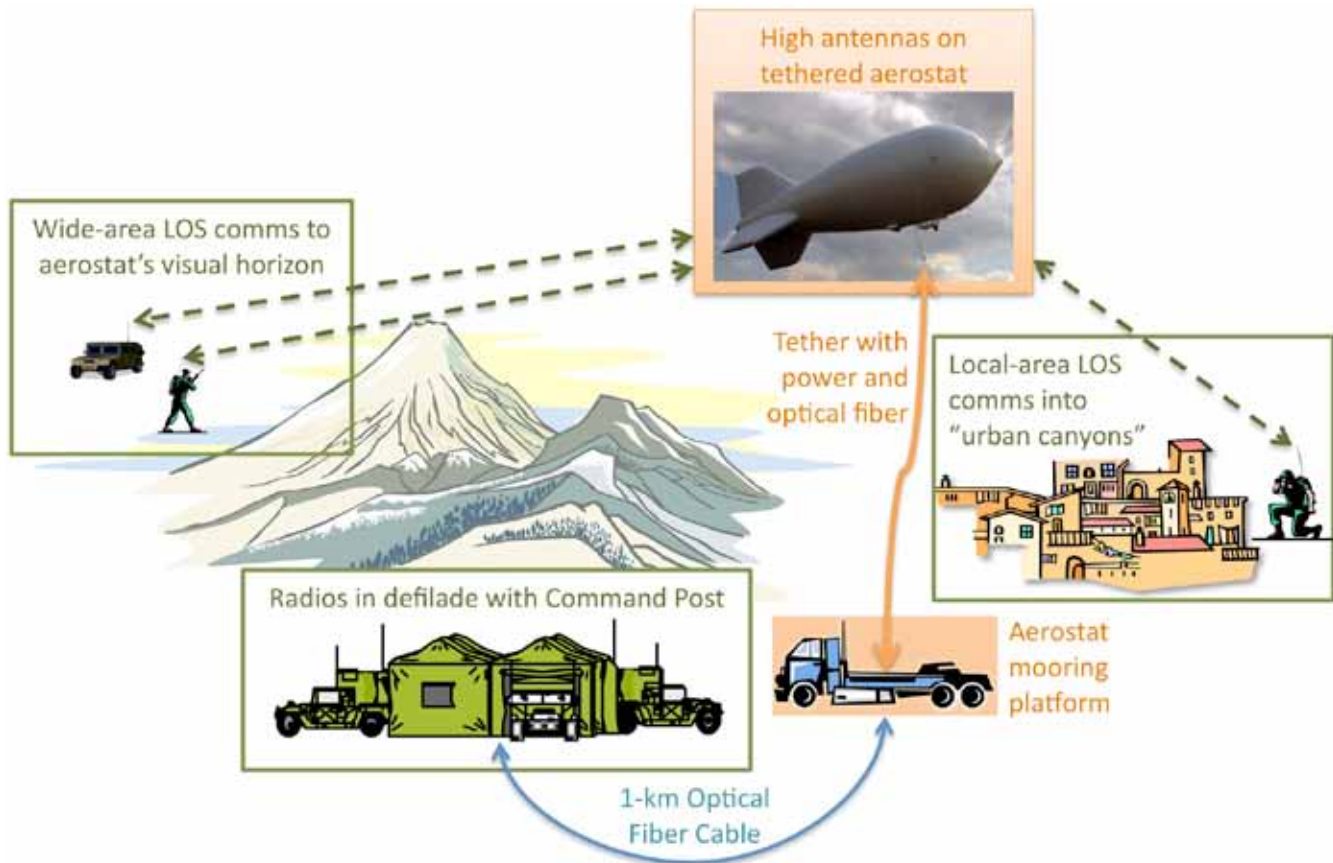 High antennas on
tethered aerostat
Wide-area LOS comms to
aerostat’s visual horizon
Tether with
power and
optical fiber
Local-area LOS
comms into
“urban canyons”
Radios in defilade with Command Post
Aerostat
mooring
platform
1-km Optical
Fiber Cable